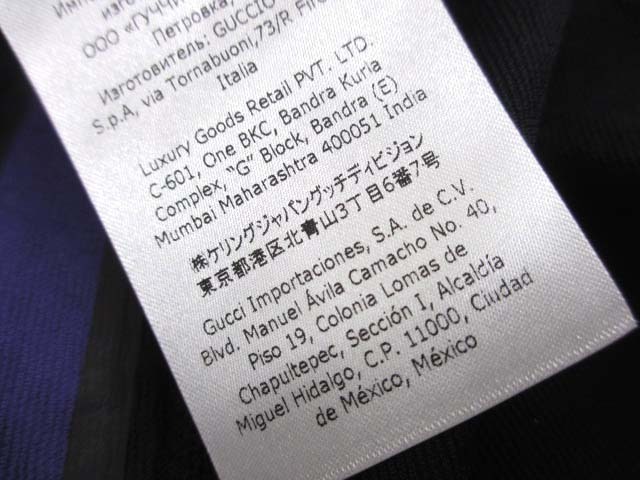 изго
ООО «ГУЧЧИ
Петровка,
Изготовитель: GUCCIO
S.p.A, via Tornabuoni,73/R
Italia
Luxury Goods Retail PVT. LTD.
C-601, One BKC, Bandra Kurla
Complex, "G" Block, Bandra (E)
Mumbai Maharashtra 400051 India
㈱ケリングジャパングッチディビジョン
東京都港区北青山3丁目6番7号
Gucci Importaciones, S.A. de C.V.
Blvd. Manuel Ávila Camacho No. 40,
Piso 19, Colonia Lomas de
Chapultepec, Sección I, Alcaldía
Miguel Hidalgo, C.P. 11000, Ciudad
de México, México